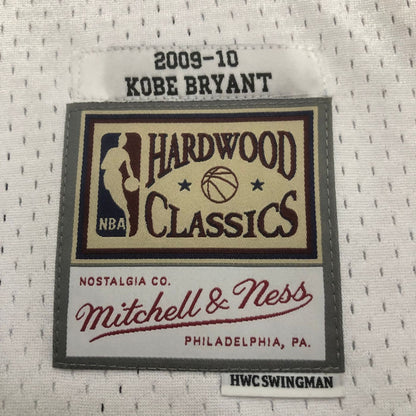 2009-10
KOBE BRYANT
HARDWOOD
NBA
CLASSICS
NOSTALGIA CO.
Mitchell & Ness
PHILADELPHIA, PA.
HWC SWINGMAN